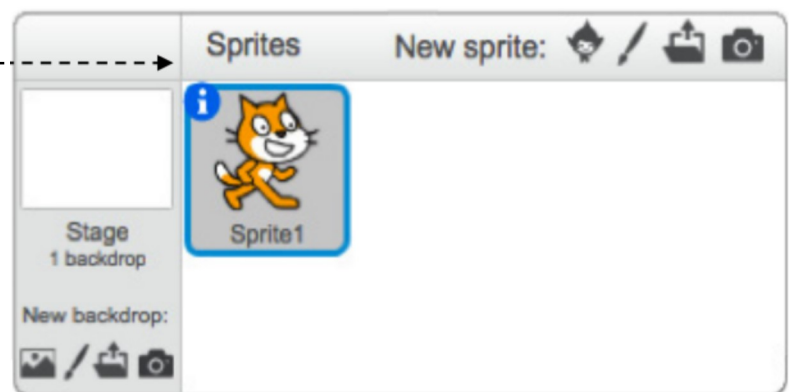 Sprites New sprite:
Sprite1
Stage
1 backdrop
New backdrop: